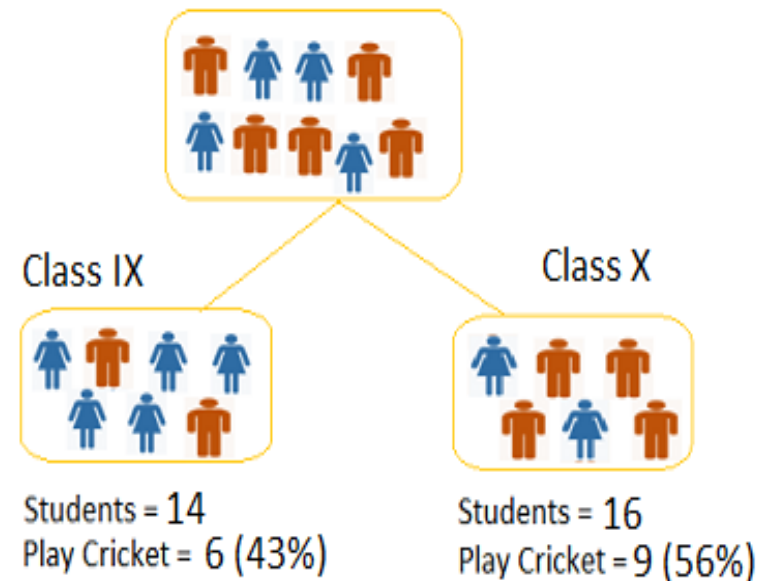 Class IX
Class X
Students = 14
Play Cricket = 6 (43%)
Students = 16
Play Cricket = 9 (56%)